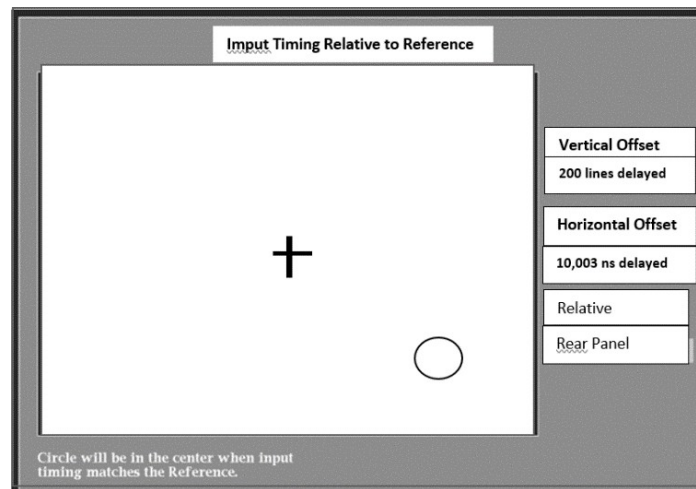 Imput Timing Relative to Reference
Vertical Offset
200 lines delayed
Horizontal Offset
10,003 ns delayed
Relative
Rear Panel
Circle will be in the center when input
timing matches the Reference.